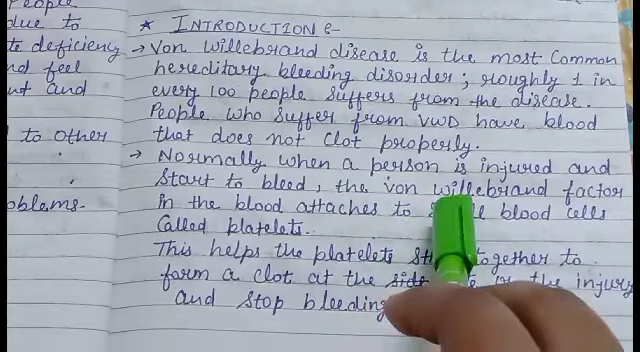 People
due to
te deficiency
nd feel
ut and
to other
oblems.
★ INTRODUCTION :-
→ Von willebrand disease is the most common
hereditary bleeding disorder; roughly 1 in
every 100 people suffers from the disease.
People who suffer from VWD have blood
that does not clot properly.
→ Normally when a person is injured and
start to bleed, the von willebrand factor
in the blood attaches to blood cells
called platelets.
This helps the platelets together to
form a clot at the the injury
and stop bleeding